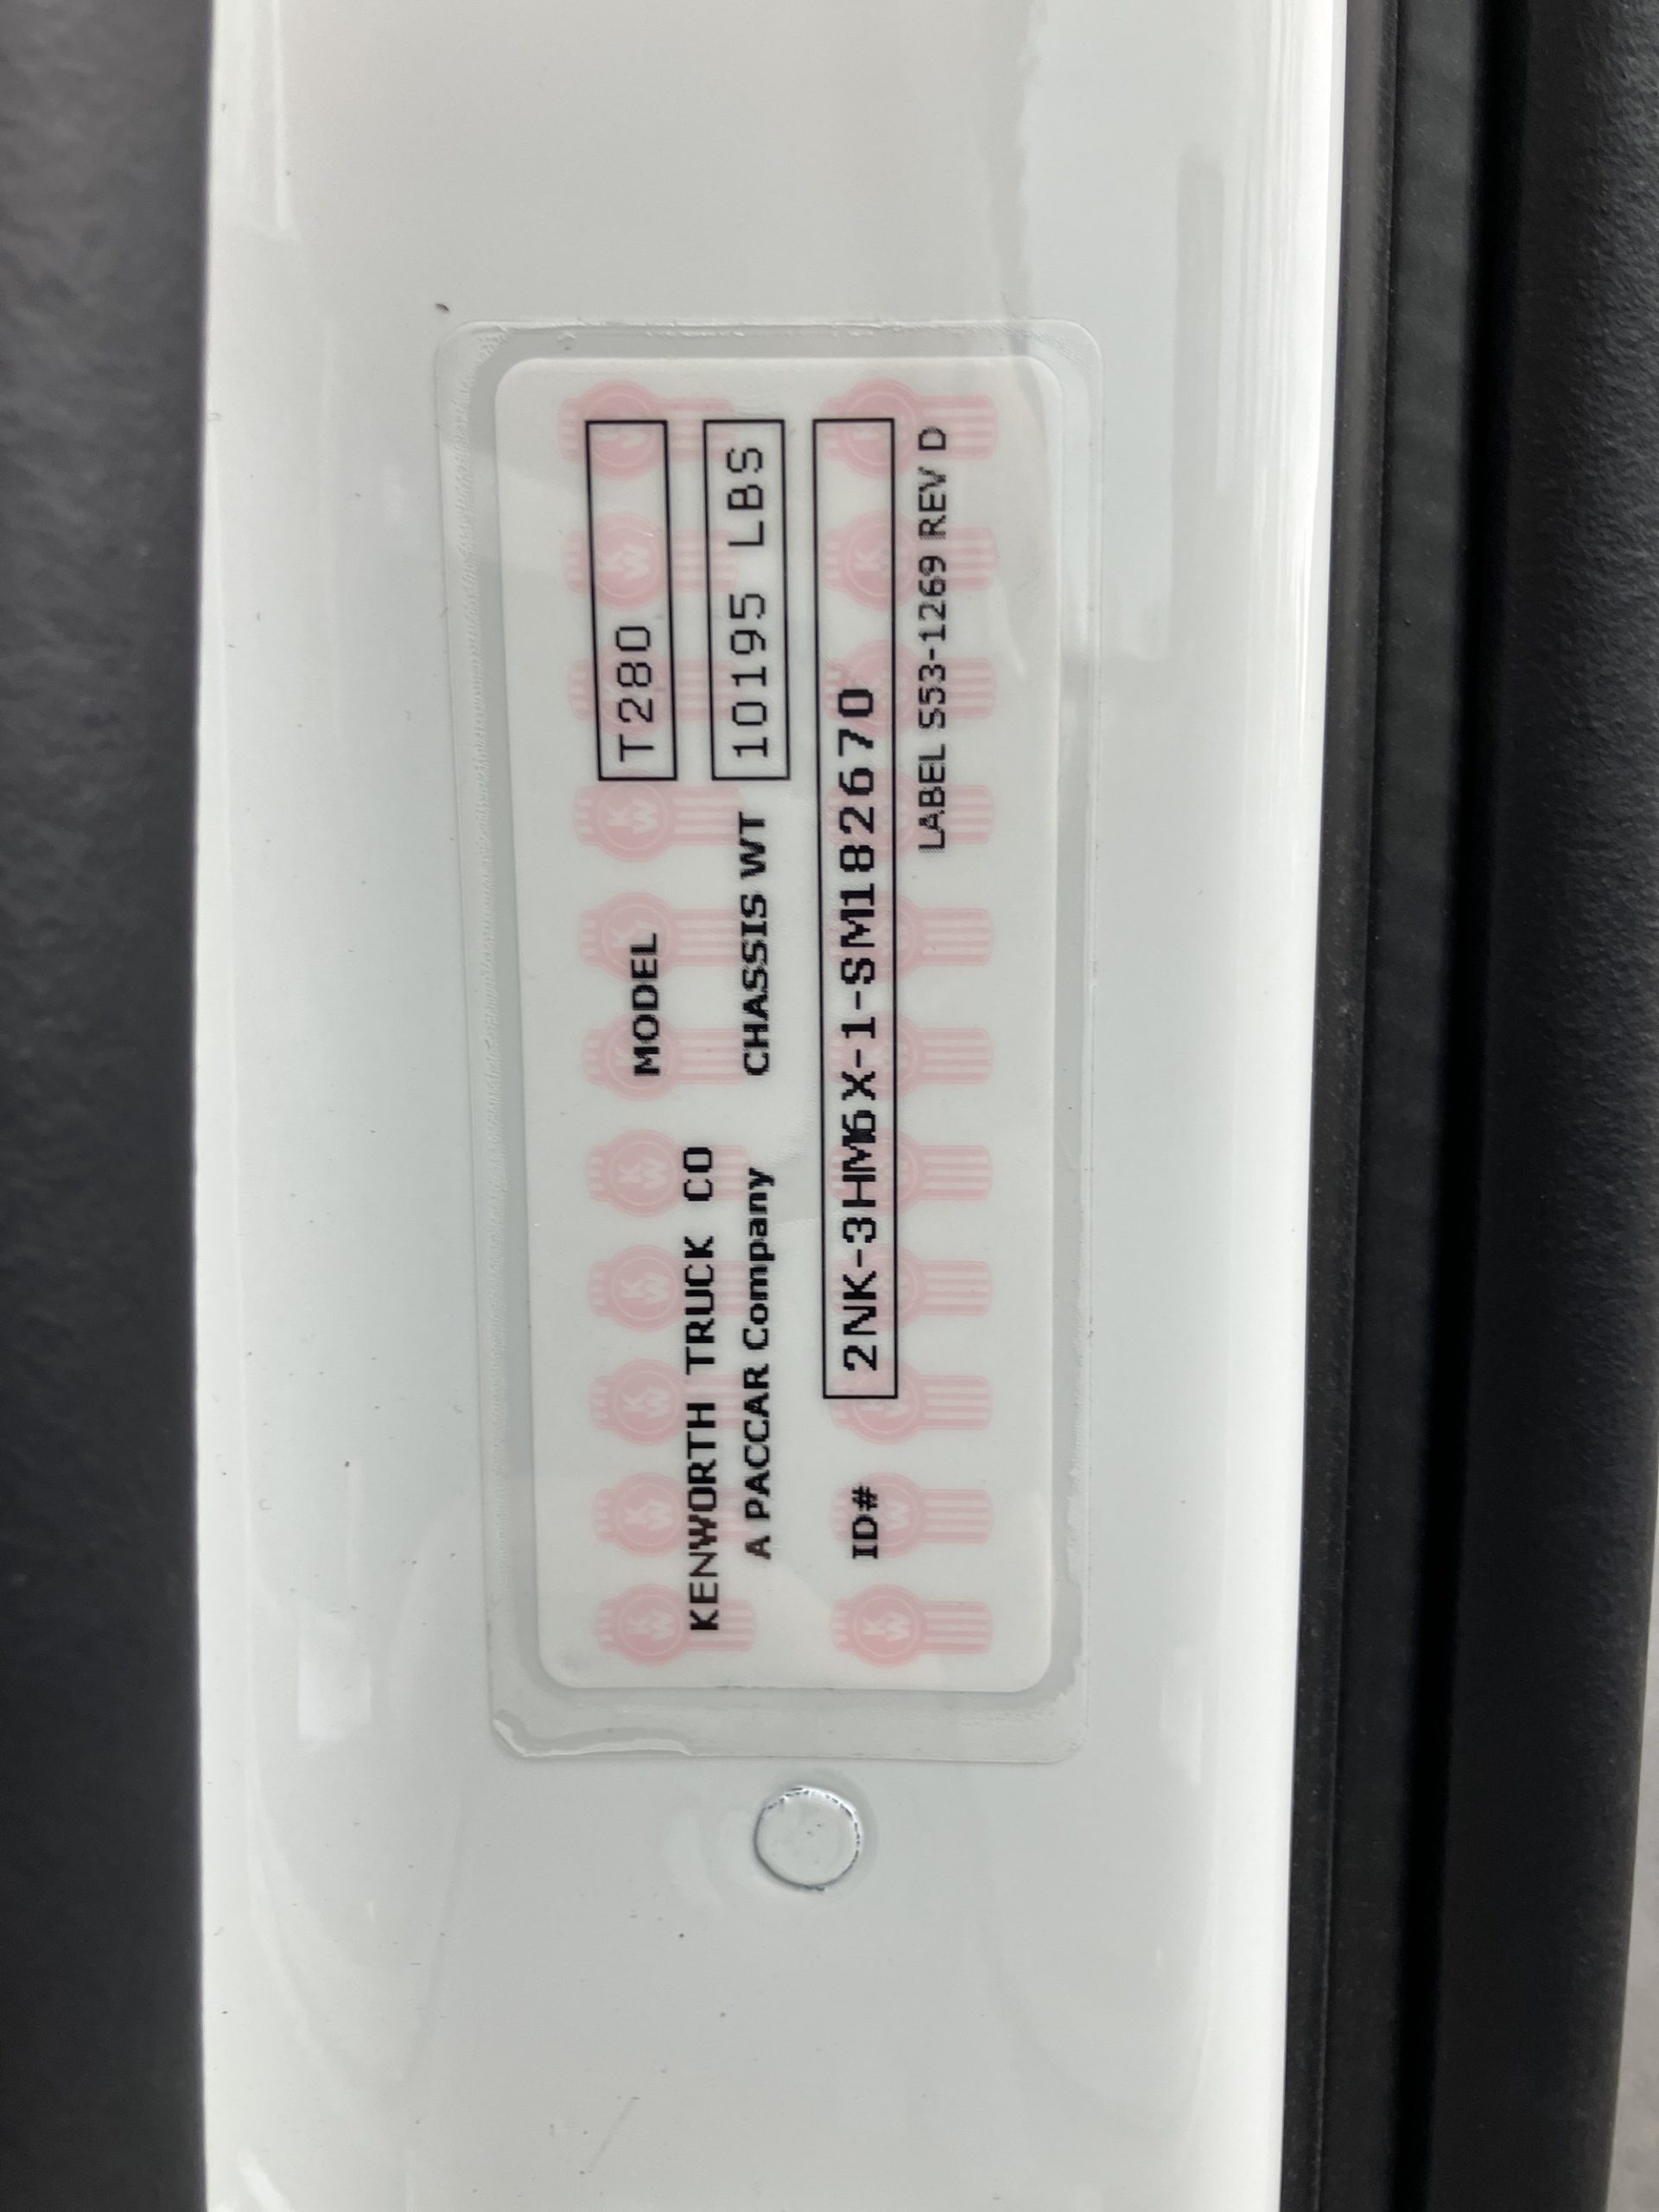 KENWORTH TRUCK CO
A PACCAR Company
MODEL T280
CHASSIS WT 10195 LBS
ID# 2NK-3HM6X-1-SM182670
LABEL S53-1269 REV D